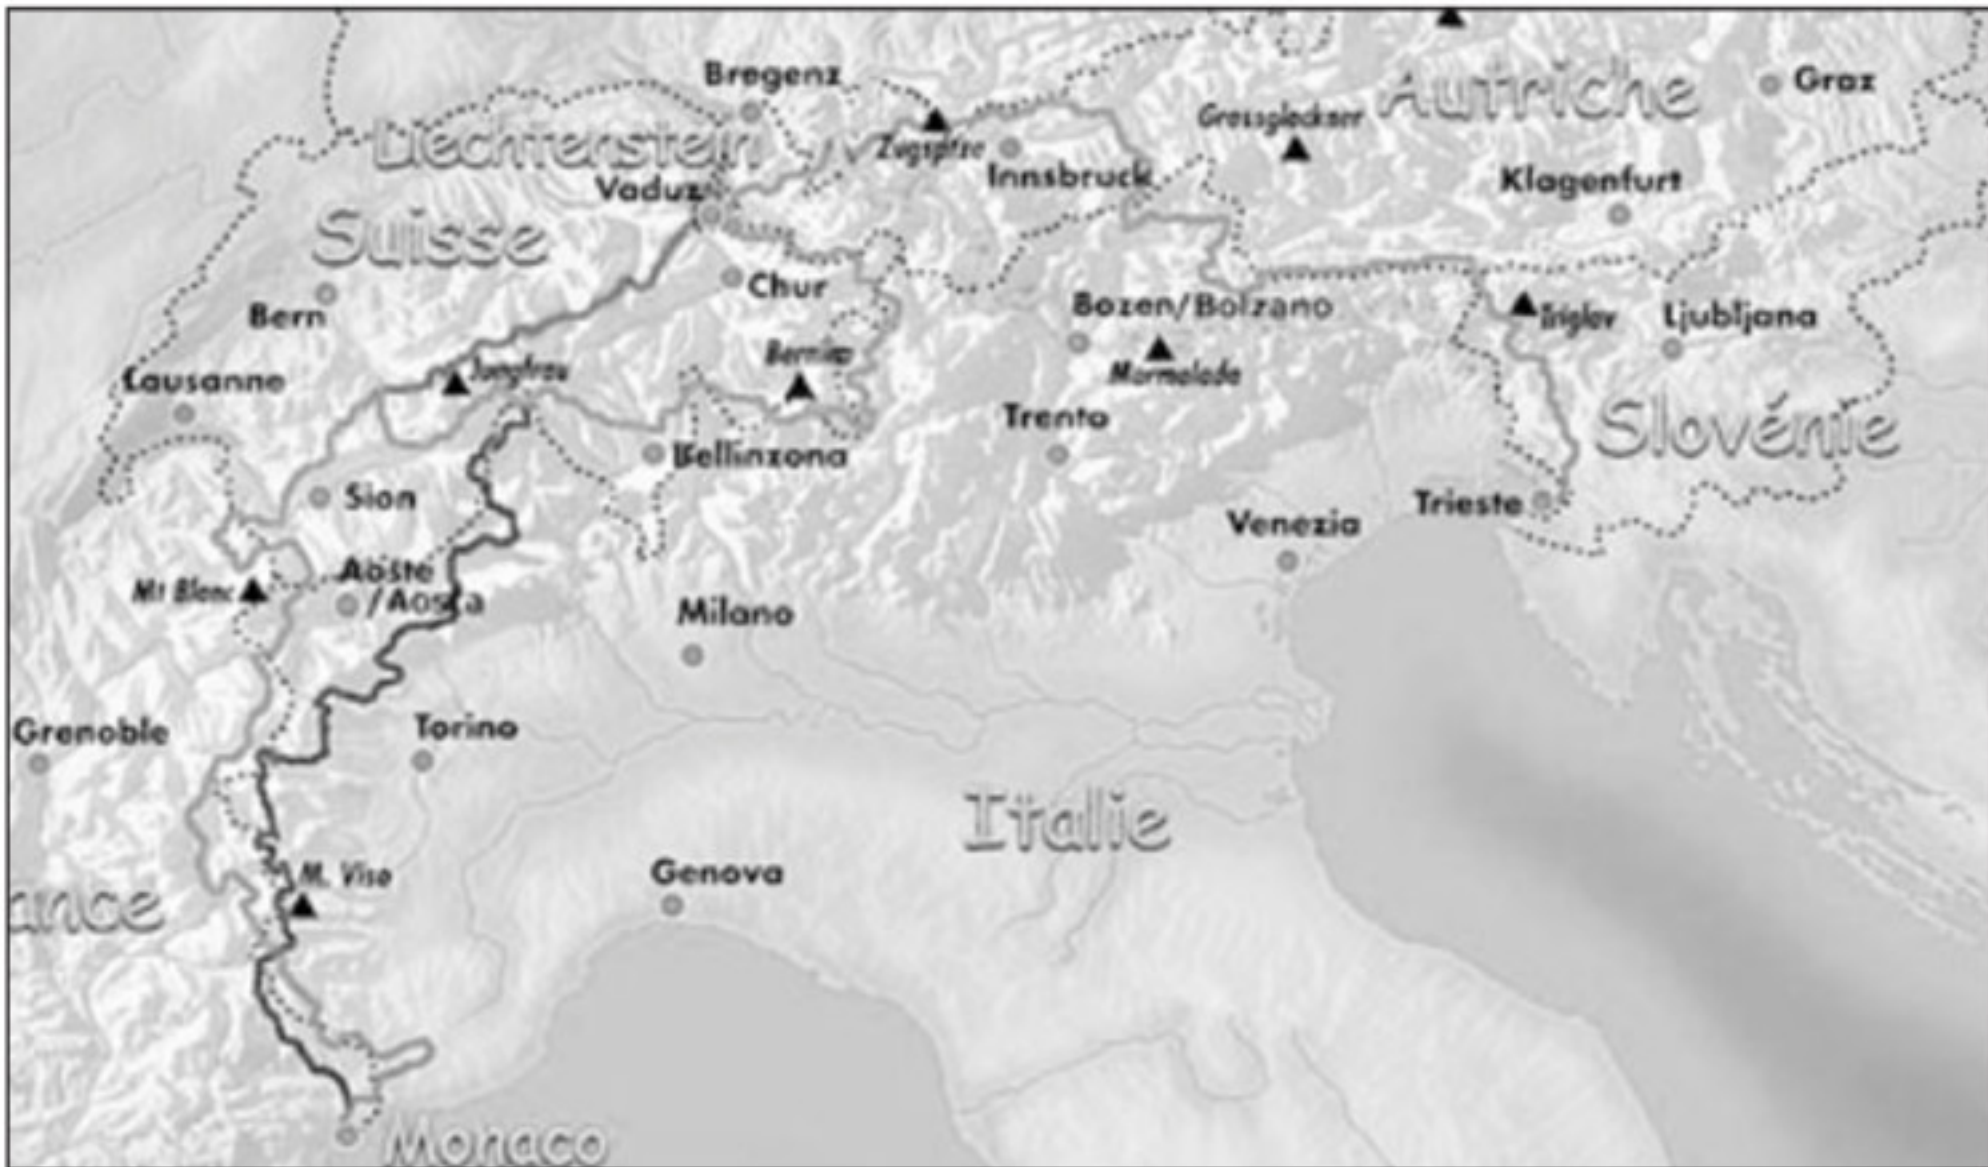 Bregenz
Autriche
Graz
Grossglockner
Liechtenstein
Zugspitze
Innsbruck
Vaduz
Klagenfurt
Suisse
Chur
Bern
Bozen/Bolzano
Triglav
Ljubljana
Bernina
Jungfrau
Marmolada
Lausanne
Trento
Slovénie
Bellinzona
Sion
Trieste
Venezia
Mt Blanc
Aoste
/Aosta
Milano
Grenoble
Torino
Italie
M. Viso
Genova
ance
Monaco